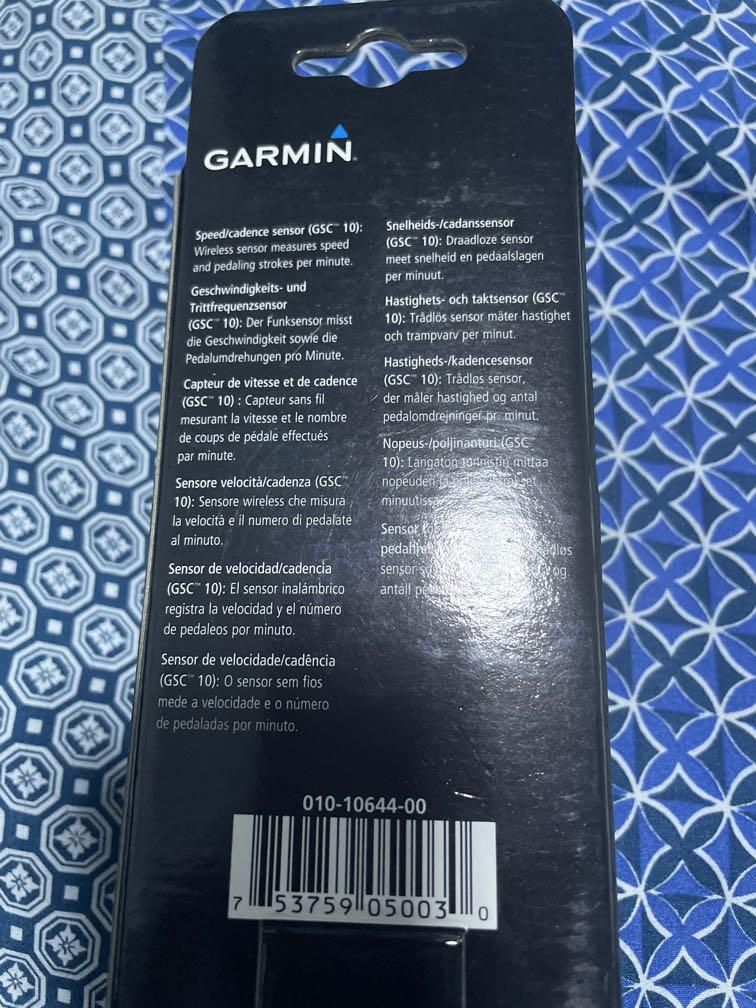 GARMIN
Speed/cadence sensor (GSC™ 10):
Wireless sensor measures speed
and pedaling strokes per minute.
Geschwindigkeits- und
Trittfrequenzsensor
(GSC™ 10): Der Funksensor misst
die Geschwindigkeit sowie die
Pedalumdrehungen pro Minute.
Capteur de vitesse et de cadence
(GSC™ 10) : Capteur sans fil
mesurant la vitesse et le nombre
de coups de pédale effectués
par minute.
Sensore velocità/cadenza (GSC™
10): Sensore wireless che misura
la velocità e il numero di pedalate
al minuto.
Sensor de velocidad/cadencia
(GSC™ 10): El sensor inalámbrico
registra la velocidad y el número
de pedaleos por minuto.
Sensor de velocidade/cadência
(GSC™ 10): O sensor sem fios
mede a velocidade e o número
de pedaladas por minuto.
Snelheids-/cadanssensor
(GSC™ 10): Draadloze sensor
meet snelheid en pedaalslagen
per minuut.
Hastighets- och taktsensor (GSC™
10): Trådlös sensor mäter hastighet
och trampvarv per minut.
Hastigheds-/kadencesensor
(GSC™ 10): Trådløs sensor,
der måler hastighed og antal
pedalomdrejninger pr. minut.
Nopeus-/poljinanturi (GSC™
10): Langaton tunnistin mittaa
nopeuden
Sensor
sensor
og
antall
010-10644-00
7 53759 05003 0